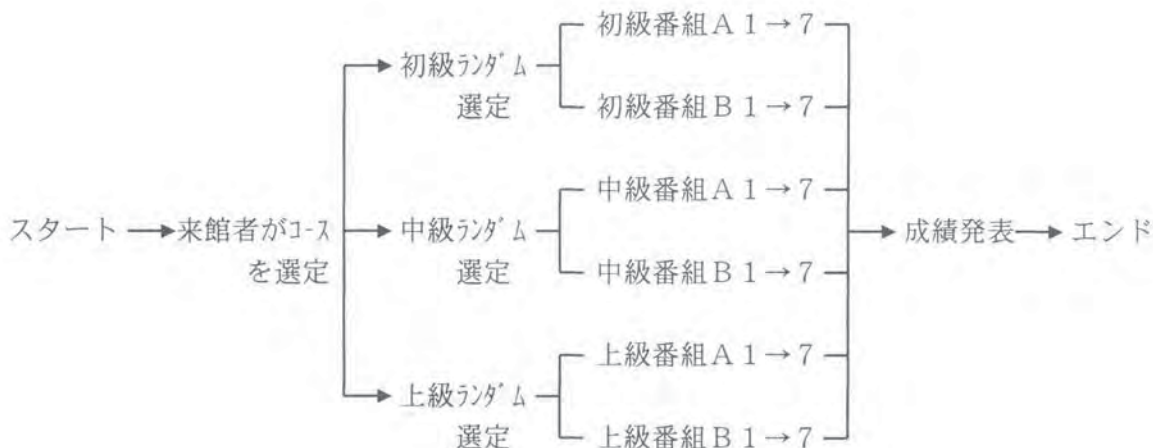 初級番組A 1→7
初級ﾗﾝﾀﾞﾑ
選定
初級番組B 1→7
中級番組A 1→7
スタート→来館者がｺｰｽ
を選定
中級ﾗﾝﾀﾞﾑ
選定
成績発表→エンド
中級番組B 1→7
上級番組A 1→7
上級ﾗﾝﾀﾞﾑ
選定
上級番組B 1→7